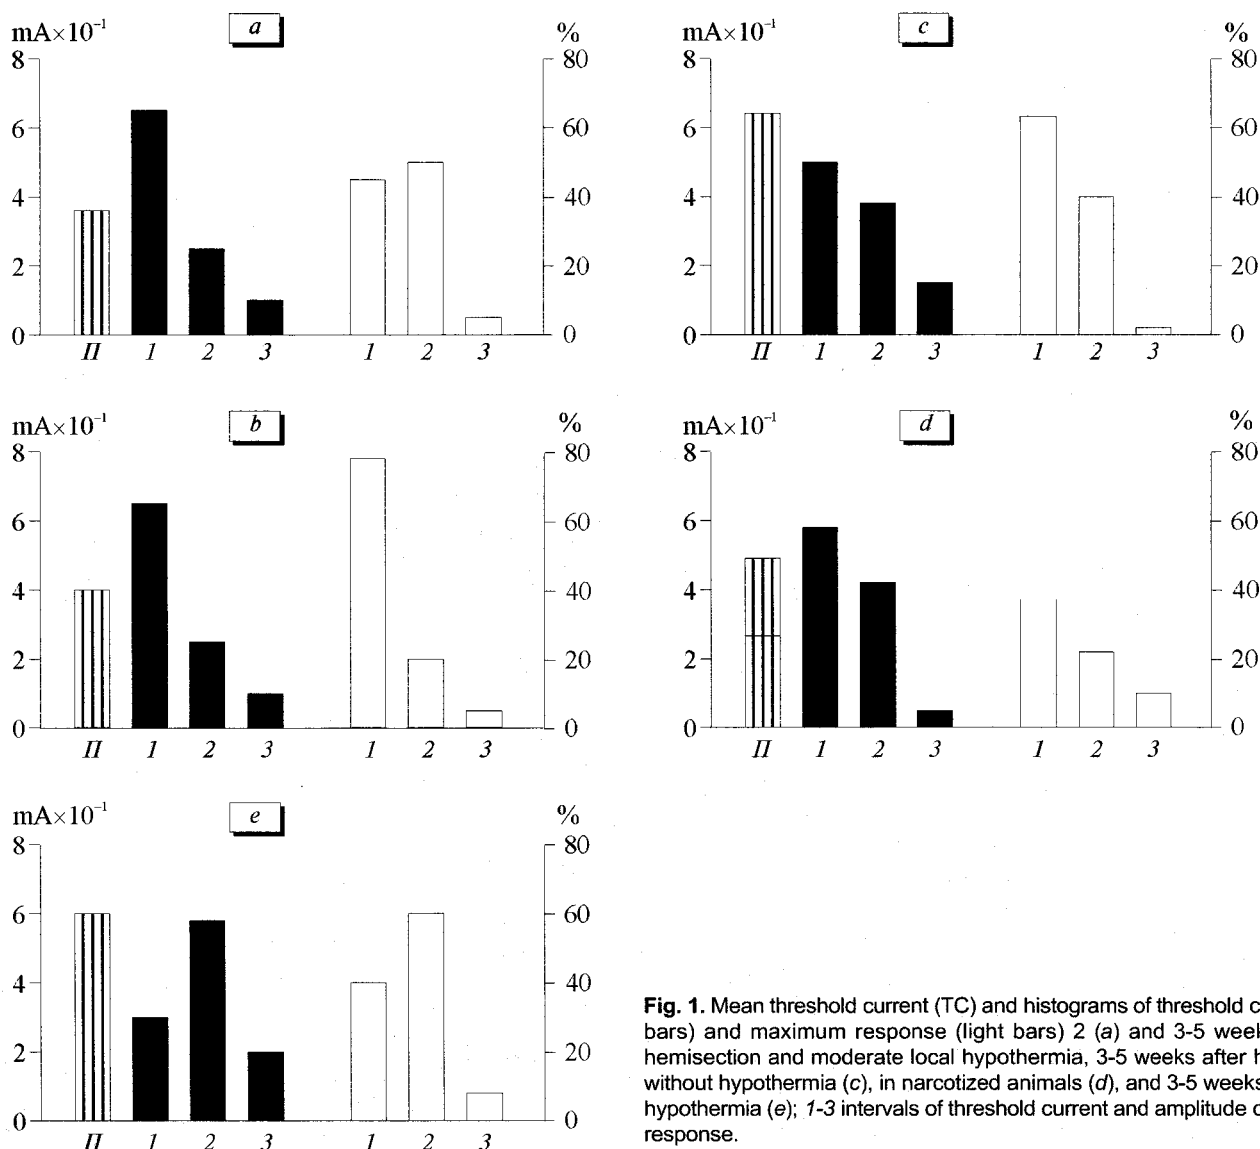 mA×10⁻¹ a %
8 80
6 60
4 40
2 20
0 0
П 1 2 3 1 2 3
mA×10⁻¹ c %
8 80
6 60
4 40
2 20
0 0
П 1 2 3 1 2 3
mA×10⁻¹ b %
8 80
6 60
4 40
2 20
0 0
П 1 2 3 1 2 3
mA×10⁻¹ d %
8 80
6 60
4 40
2 20
0 0
П 1 2 3 1 2 3
mA×10⁻¹ e %
8 80
6 60
4 40
2 20
0 0
П 1 2 3 1 2 3
Fig. 1. Mean threshold current (TC) and histograms of threshold
bars) and maximum response (light bars) 2 (a) and 3-5
hemisection and moderate local hypothermia, 3-5 weeks after
without hypothermia (c), in narcotized animals (d), and 3-5 weeks
hypothermia (e); 1-3 intervals of threshold current and amplitude
response.